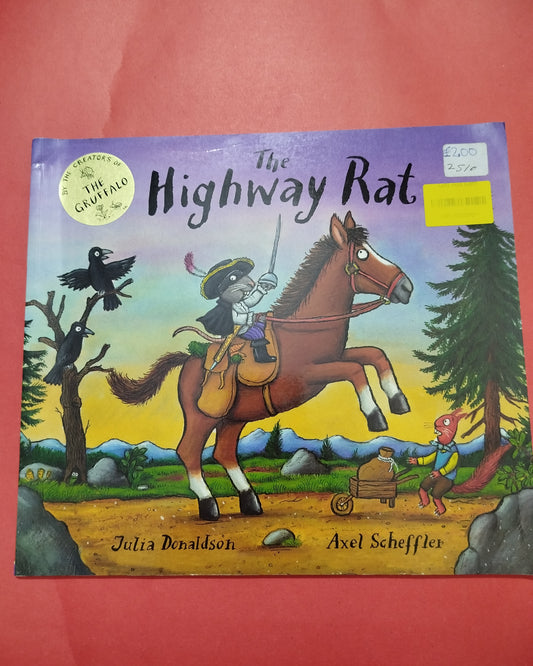 The
Highway Rat
BY THE CREATORS OF
THE
GRUFFALO
£2.00
Julia Donaldson
Axel Scheffler